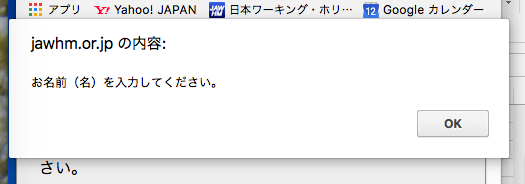 アプリ Y! Yahoo! JAPAN JAWHM 日本ワーキング・ホリ… 12 Google カレンダー
jawhm.or.jp の内容:
お名前（名）を入力してください。
OK
さい。